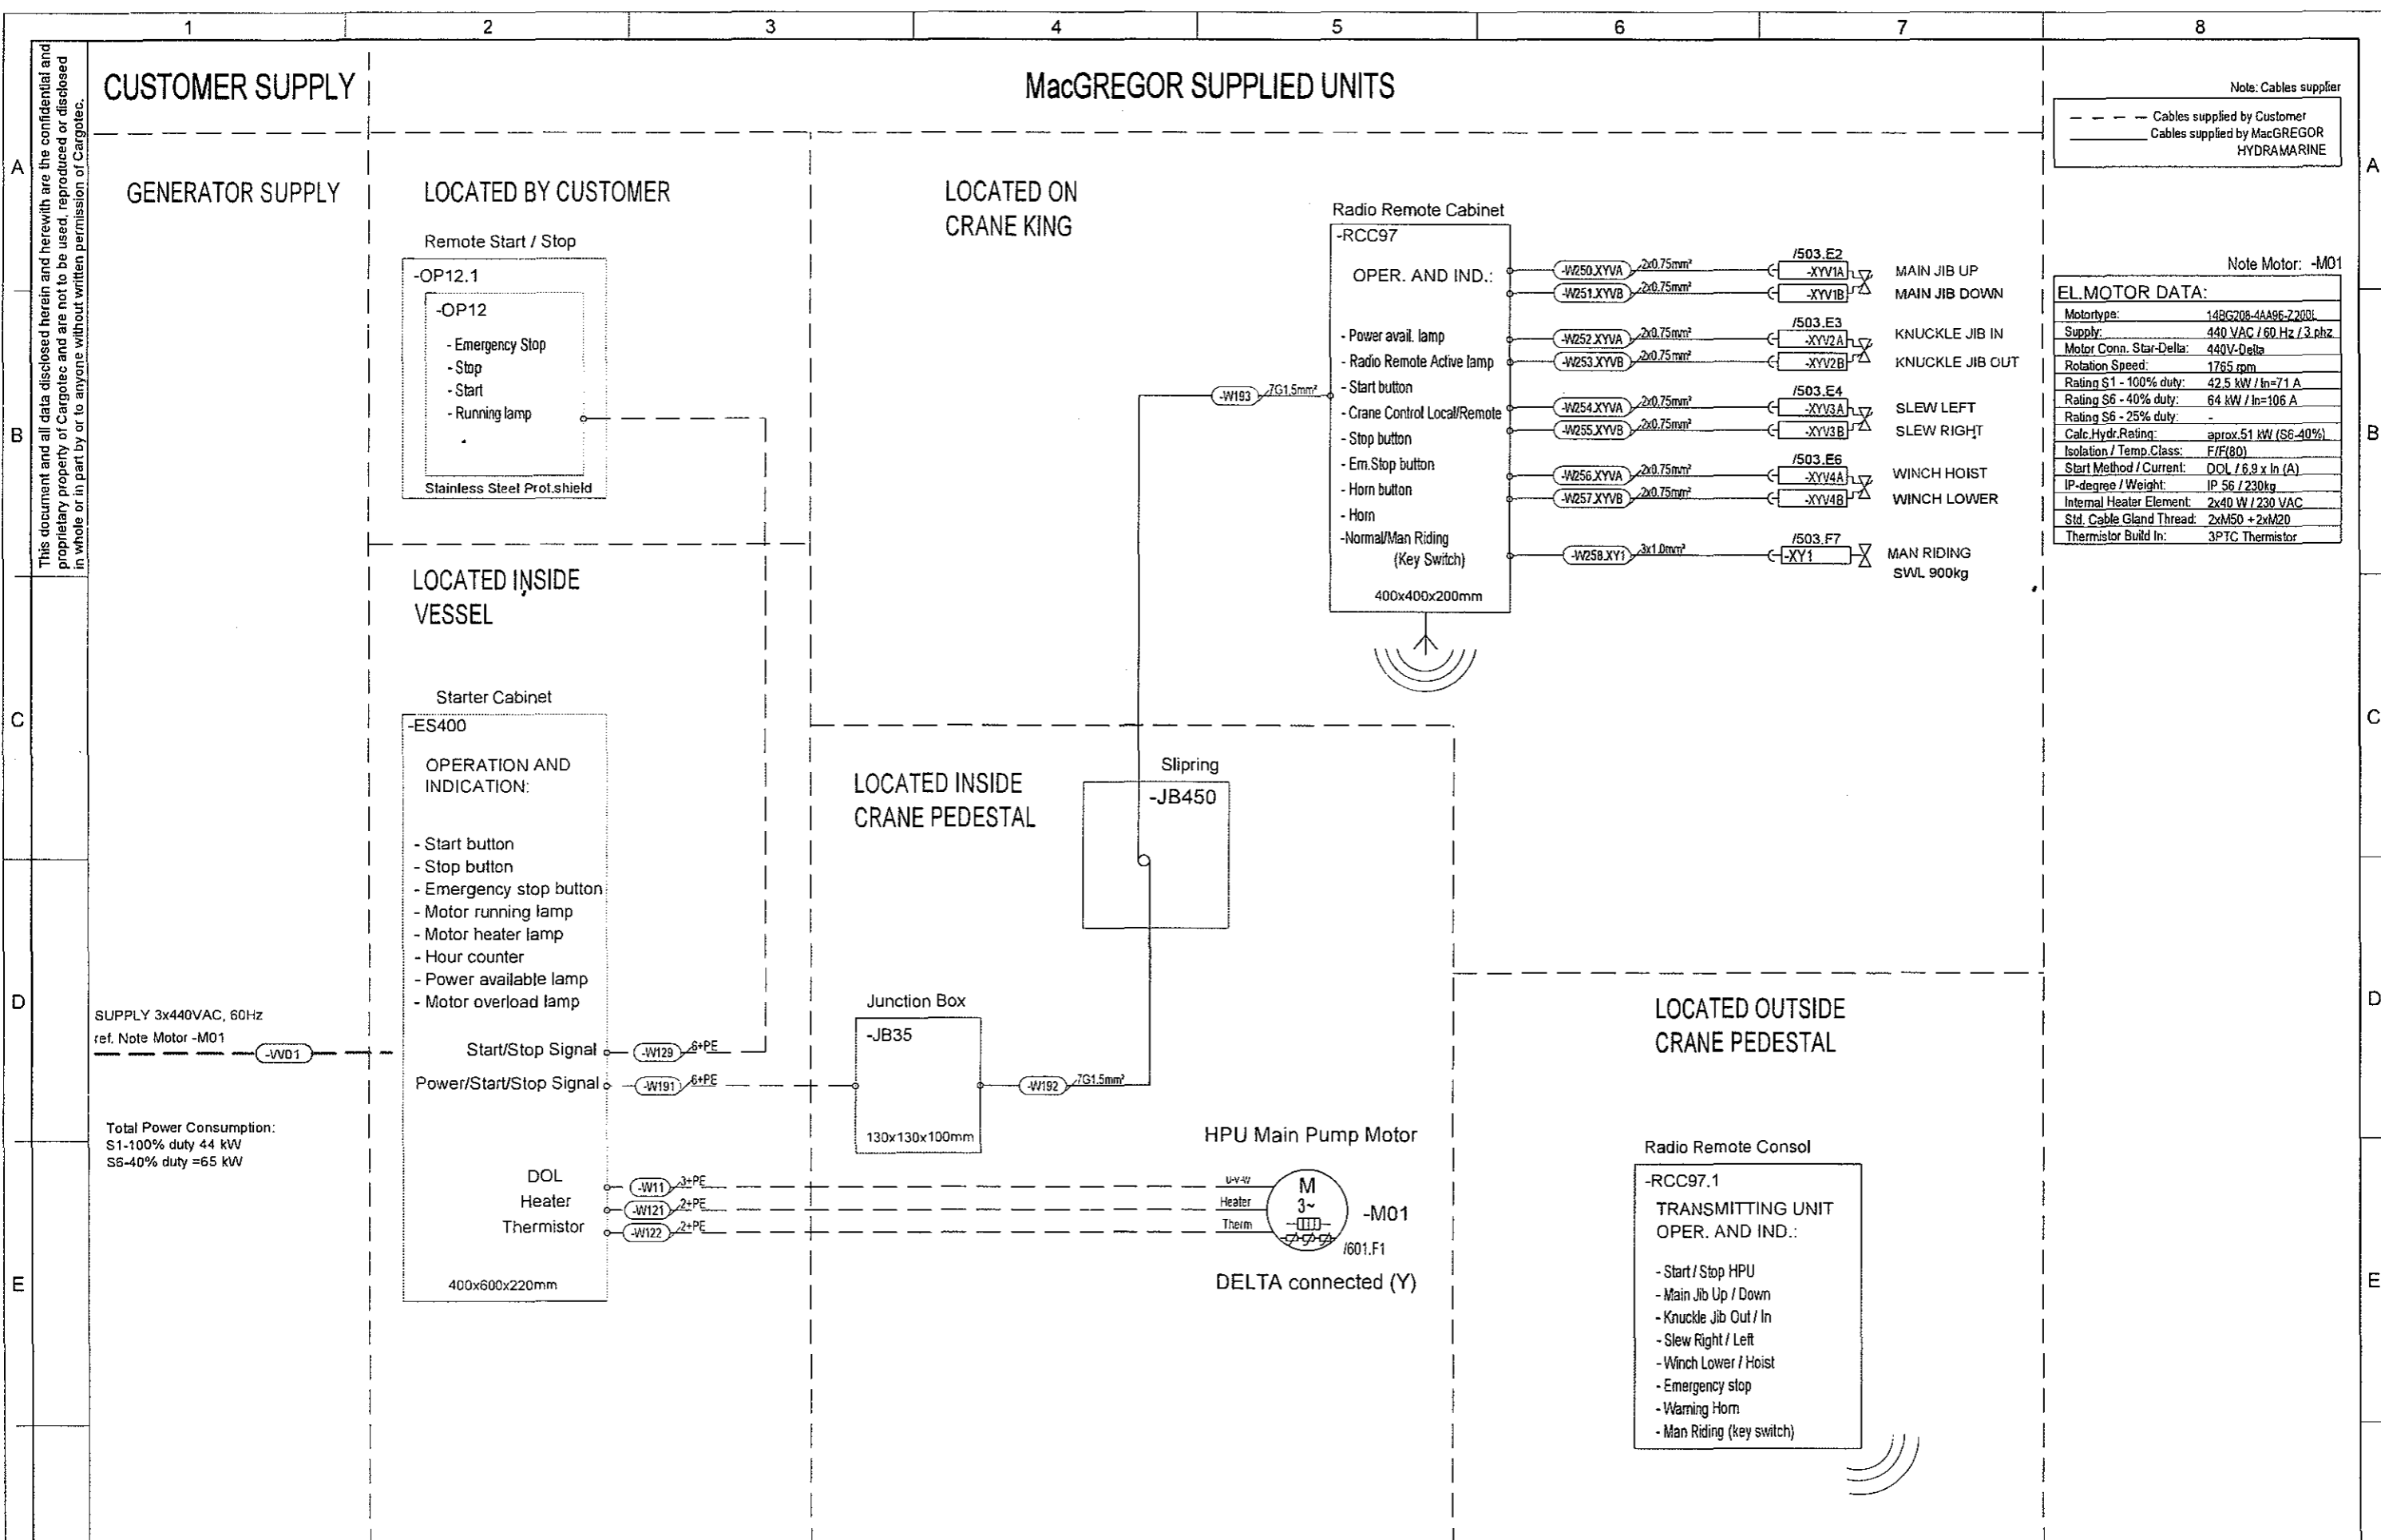 1 2 3 4 5 6 7 8
This document and all data disclosed herein and herewith are the confidential and
proprietary property of Cargotec and are not to be used, reproduced or disclosed
in whole or in part by or to anyone without written permission of Cargotec.
A
B
C
D
E
CUSTOMER SUPPLY
MacGREGOR SUPPLIED UNITS
GENERATOR SUPPLY
SUPPLY 3x440VAC, 60Hz
ref. Note Motor -M01
-W01
Total Power Consumption:
S1-100% duty 44 kW
S6-40% duty =65 kW
LOCATED BY CUSTOMER
Remote Start / Stop
-OP12.1
-OP12
- Emergency Stop
- Stop
- Start
- Running lamp
Stainless Steel Prot.shield
LOCATED INSIDE
VESSEL
Starter Cabinet
-ES400
OPERATION AND
INDICATION:
- Start button
- Stop button
- Emergency stop button
- Motor running lamp
- Motor heater lamp
- Hour counter
- Power available lamp
- Motor overload lamp
Start/Stop Signal
-W129 6+PE
Power/Start/Stop Signal
-W191 6+PE
DOL
-W11 3+PE
Heater
-W121 2+PE
Thermistor
-W122 2+PE
400x600x220mm
LOCATED ON
CRANE KING
-W193 7G1.5mm²
Radio Remote Cabinet
-RCC97
OPER. AND IND.:
- Power avail. lamp
- Radio Remote Active lamp
- Start button
- Crane Control Local/Remote
- Stop button
- Em.Stop button
- Horn button
- Horn
-Normal/Man Riding
(Key Switch)
400x400x200mm
/503.E2
-W250.XYVA 2x0.75mm² -XYV1A MAIN JIB UP
-W251.XYVB 2x0.75mm² -XYV1B MAIN JIB DOWN
/503.E3
-W252.XYVA 2x0.75mm² -XYV2A KNUCKLE JIB IN
-W253.XYVB 2x0.75mm² -XYV2B KNUCKLE JIB OUT
/503.E4
-W254.XYVA 2x0.75mm² -XYV3A SLEW LEFT
-W255.XYVB 2x0.75mm² -XYV3B SLEW RIGHT
/503.E6
-W256.XYVA 2x0.75mm² -XYV4A WINCH HOIST
-W257.XYVB 2x0.75mm² -XYV4B WINCH LOWER
/503.F7
-W258.XY1 3x1.0mm² -XY1 MAN RIDING
SWL 900kg
LOCATED INSIDE
CRANE PEDESTAL
Slipring
-JB450
Junction Box
-JB35
130x130x100mm
-W192 7G1.5mm²
HPU Main Pump Motor
U-V-W
Heater
Therm
M
3~
-M01
/601.F1
DELTA connected (Y)
LOCATED OUTSIDE
CRANE PEDESTAL
Radio Remote Consol
-RCC97.1
TRANSMITTING UNIT
OPER. AND IND.:
- Start / Stop HPU
- Main Jib Up / Down
- Knuckle Jib Out / In
- Slew Right / Left
- Winch Lower / Hoist
- Emergency stop
- Warning Horn
- Man Riding (key switch)
Note: Cables supplier
Cables supplied by Customer
Cables supplied by MacGREGOR
HYDRAMARINE
Note Motor: -M01
EL.MOTOR DATA:
Motortype: 14BG208-4AA96-Z200L
Supply: 440 VAC / 60 Hz / 3 phz
Motor Conn. Star-Delta: 440V-Delta
Rotation Speed: 1765 rpm
Rating S1 - 100% duty: 42.5 kW / In=71 A
Rating S6 - 40% duty: 64 kW / In=106 A
Rating S6 - 25% duty: -
Calc.Hydr.Rating: aprox.51 kW (S6-40%)
Isolation / Temp.Class: F/F(80)
Start Method / Current: DOL / 6.9 x In (A)
IP-degree / Weight: IP 56 / 230kg
Internal Heater Element: 2x40 W / 230 VAC
Std. Cable Gland Thread: 2xM50 + 2xM20
Thermistor Build In: 3PTC Thermistor
A
B
C
D
E